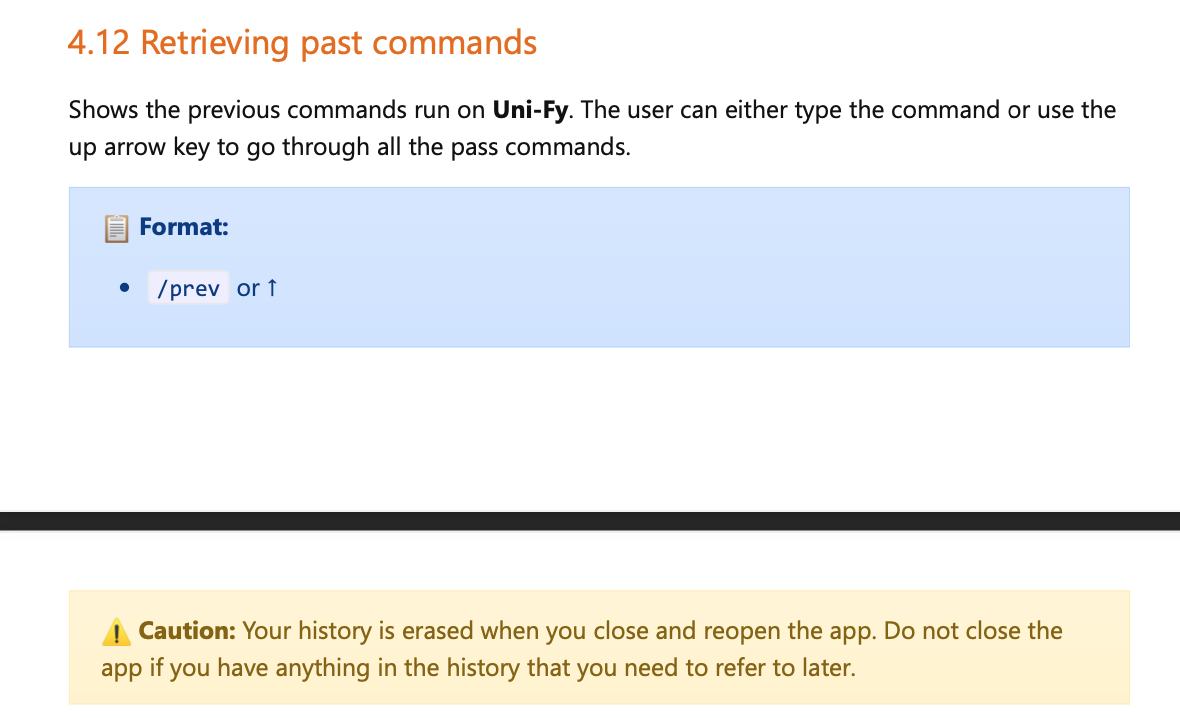 4.12 Retrieving past commands
Shows the previous commands run on Uni-Fy. The user can either type the command or use the
up arrow key to go through all the pass commands.
📋 Format:
• /prev or ↑
⚠️ Caution: Your history is erased when you close and reopen the app. Do not close the
app if you have anything in the history that you need to refer to later.